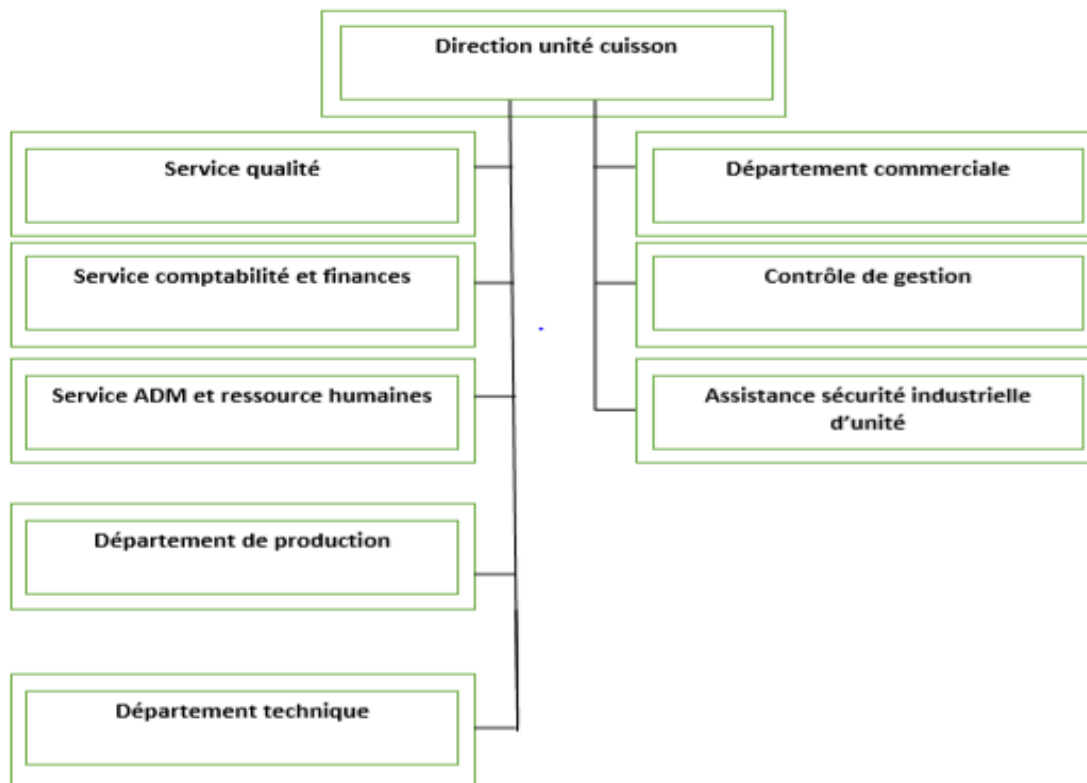 Direction unité cuisson
Service qualité
Département commerciale
Service comptabilité et finances
Contrôle de gestion
Service ADM et ressource humaines
Assistance sécurité industrielle
d'unité
Département de production
Département technique